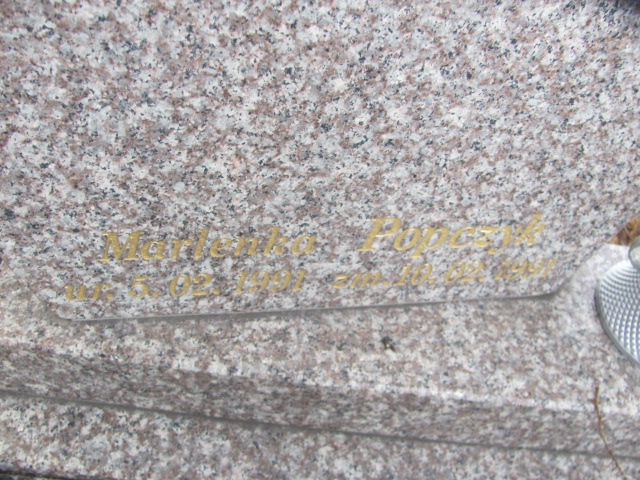 Marlenka Popczyk
ur. 5. 02. 1991 zm. 10. 02. 1991